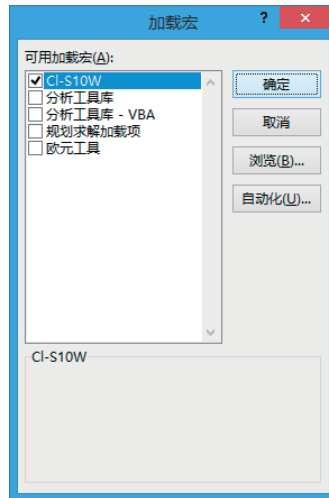 加载宏
?
×
可用加载宏(A):
Cl-S10W
分析工具库
分析工具库 - VBA
规划求解加载项
欧元工具
确定
取消
浏览(B)...
自动化(U)...
Cl-S10W